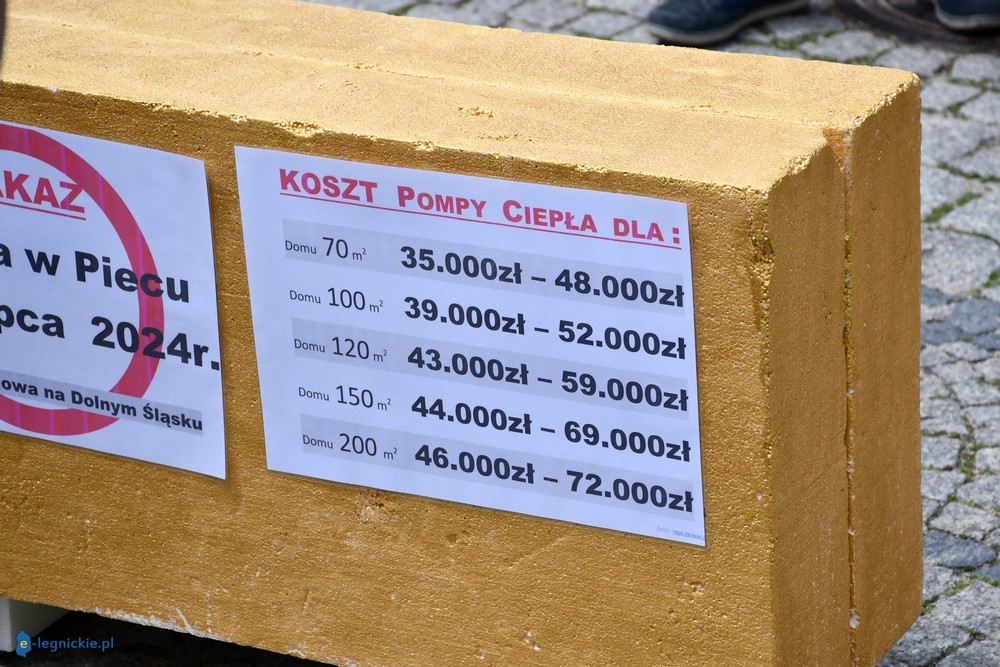 KAZ
a w Piecu
pca 2024r.
owa na Dolnym Śląsku
KOSZT POMPY CIEPŁA DLA :
Domu 70 m² 35.000zł – 48.000zł
Domu 100 m² 39.000zł – 52.000zł
Domu 120 m² 43.000zł – 59.000zł
Domu 150 m² 44.000zł – 69.000zł
Domu 200 m² 46.000zł – 72.000zł
e-legnickie.pl